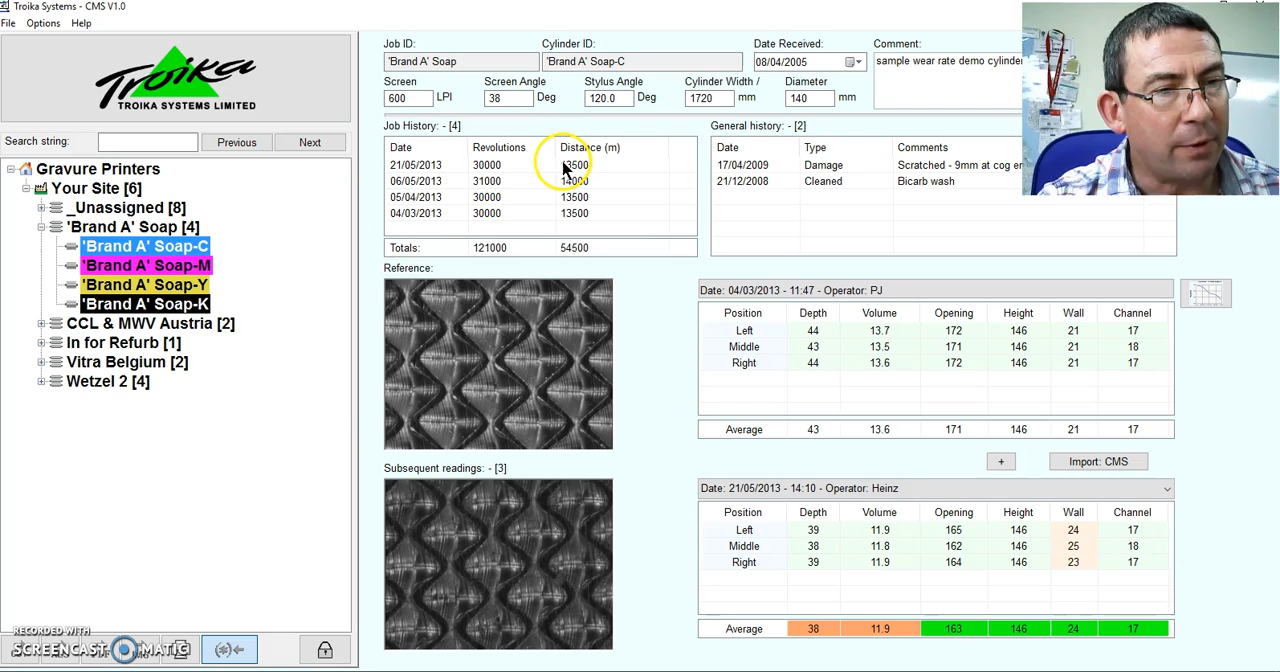 Troika Systems - CMS V1.0
File Options Help
Troika
TROIKA SYSTEMS LIMITED
Search string: Previous Next
Gravure Printers
Your Site [6]
_Unassigned [8]
'Brand A' Soap [4]
'Brand A' Soap-C
'Brand A' Soap-M
'Brand A' Soap-Y
'Brand A' Soap-K
CCL & MWV Austria [2]
In for Refurb [1]
Vitra Belgium [2]
Wetzel 2 [4]
RECORDED WITH
SCREENCAST MATIC
Job ID: Cylinder ID: Date Received: Comment:
'Brand A' Soap 'Brand A' Soap-C 08/04/2005 sample wear rate demo cylinder
Screen Screen Angle Stylus Angle Cylinder Width / Diameter
600 LPI 38 Deg 120.0 Deg 1720 mm 140 mm
Job History: - [4]
Date Revolutions Distance (m)
21/05/2013 30000 13500
06/05/2013 31000 14000
05/04/2013 30000 13500
04/03/2013 30000 13500
Totals: 121000 54500
General history: - [2]
Date Type Comments
17/04/2009 Damage Scratched - 9mm at cog
21/12/2008 Cleaned Bicarb wash
Reference:
Date: 04/03/2013 - 11:47 - Operator: PJ
Position Depth Volume Opening Height Wall Channel
Left 44 13.7 172 146 21 17
Middle 43 13.5 171 146 21 18
Right 44 13.6 172 146 21 17
Average 43 13.6 171 146 21 17
+ Import: CMS
Subsequent readings: - [3]
Date: 21/05/2013 - 14:10 - Operator: Heinz
Position Depth Volume Opening Height Wall Channel
Left 39 11.9 165 146 24 17
Middle 38 11.8 162 146 25 18
Right 39 11.9 164 146 23 17
Average 38 11.9 163 146 24 17